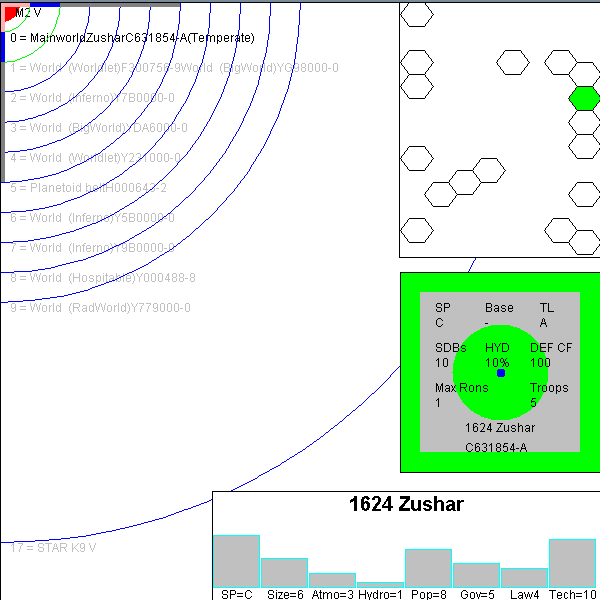 M2 V
0 = MainworldZusharC631854-A(Temperate)
1 = World (Worldlet)F300756-9World (BigWorld)YG98000-0
2 = World (Inferno)Y7B0000-0
3 = World (BigWorld)YDA6000-0
4 = World (Worldlet)Y231000-0
5 = Planetoid beltH000643-2
6 = World (Inferno)Y5B0000-0
7 = World (Inferno)Y9B0000-0
8 = World (Hospitable)Y000488-8
9 = World (RadWorld)Y779000-0
17 = STAR K9 V
SP Base TL
C - A
SDBs HYD DEF CF
10 10% 100
Max Rons Troops
1 5
1624 Zushar
C631854-A
1624 Zushar
SP=C Size=6 Atmo=3 Hydro=1 Pop=8 Gov=5 Law4 Tech=10